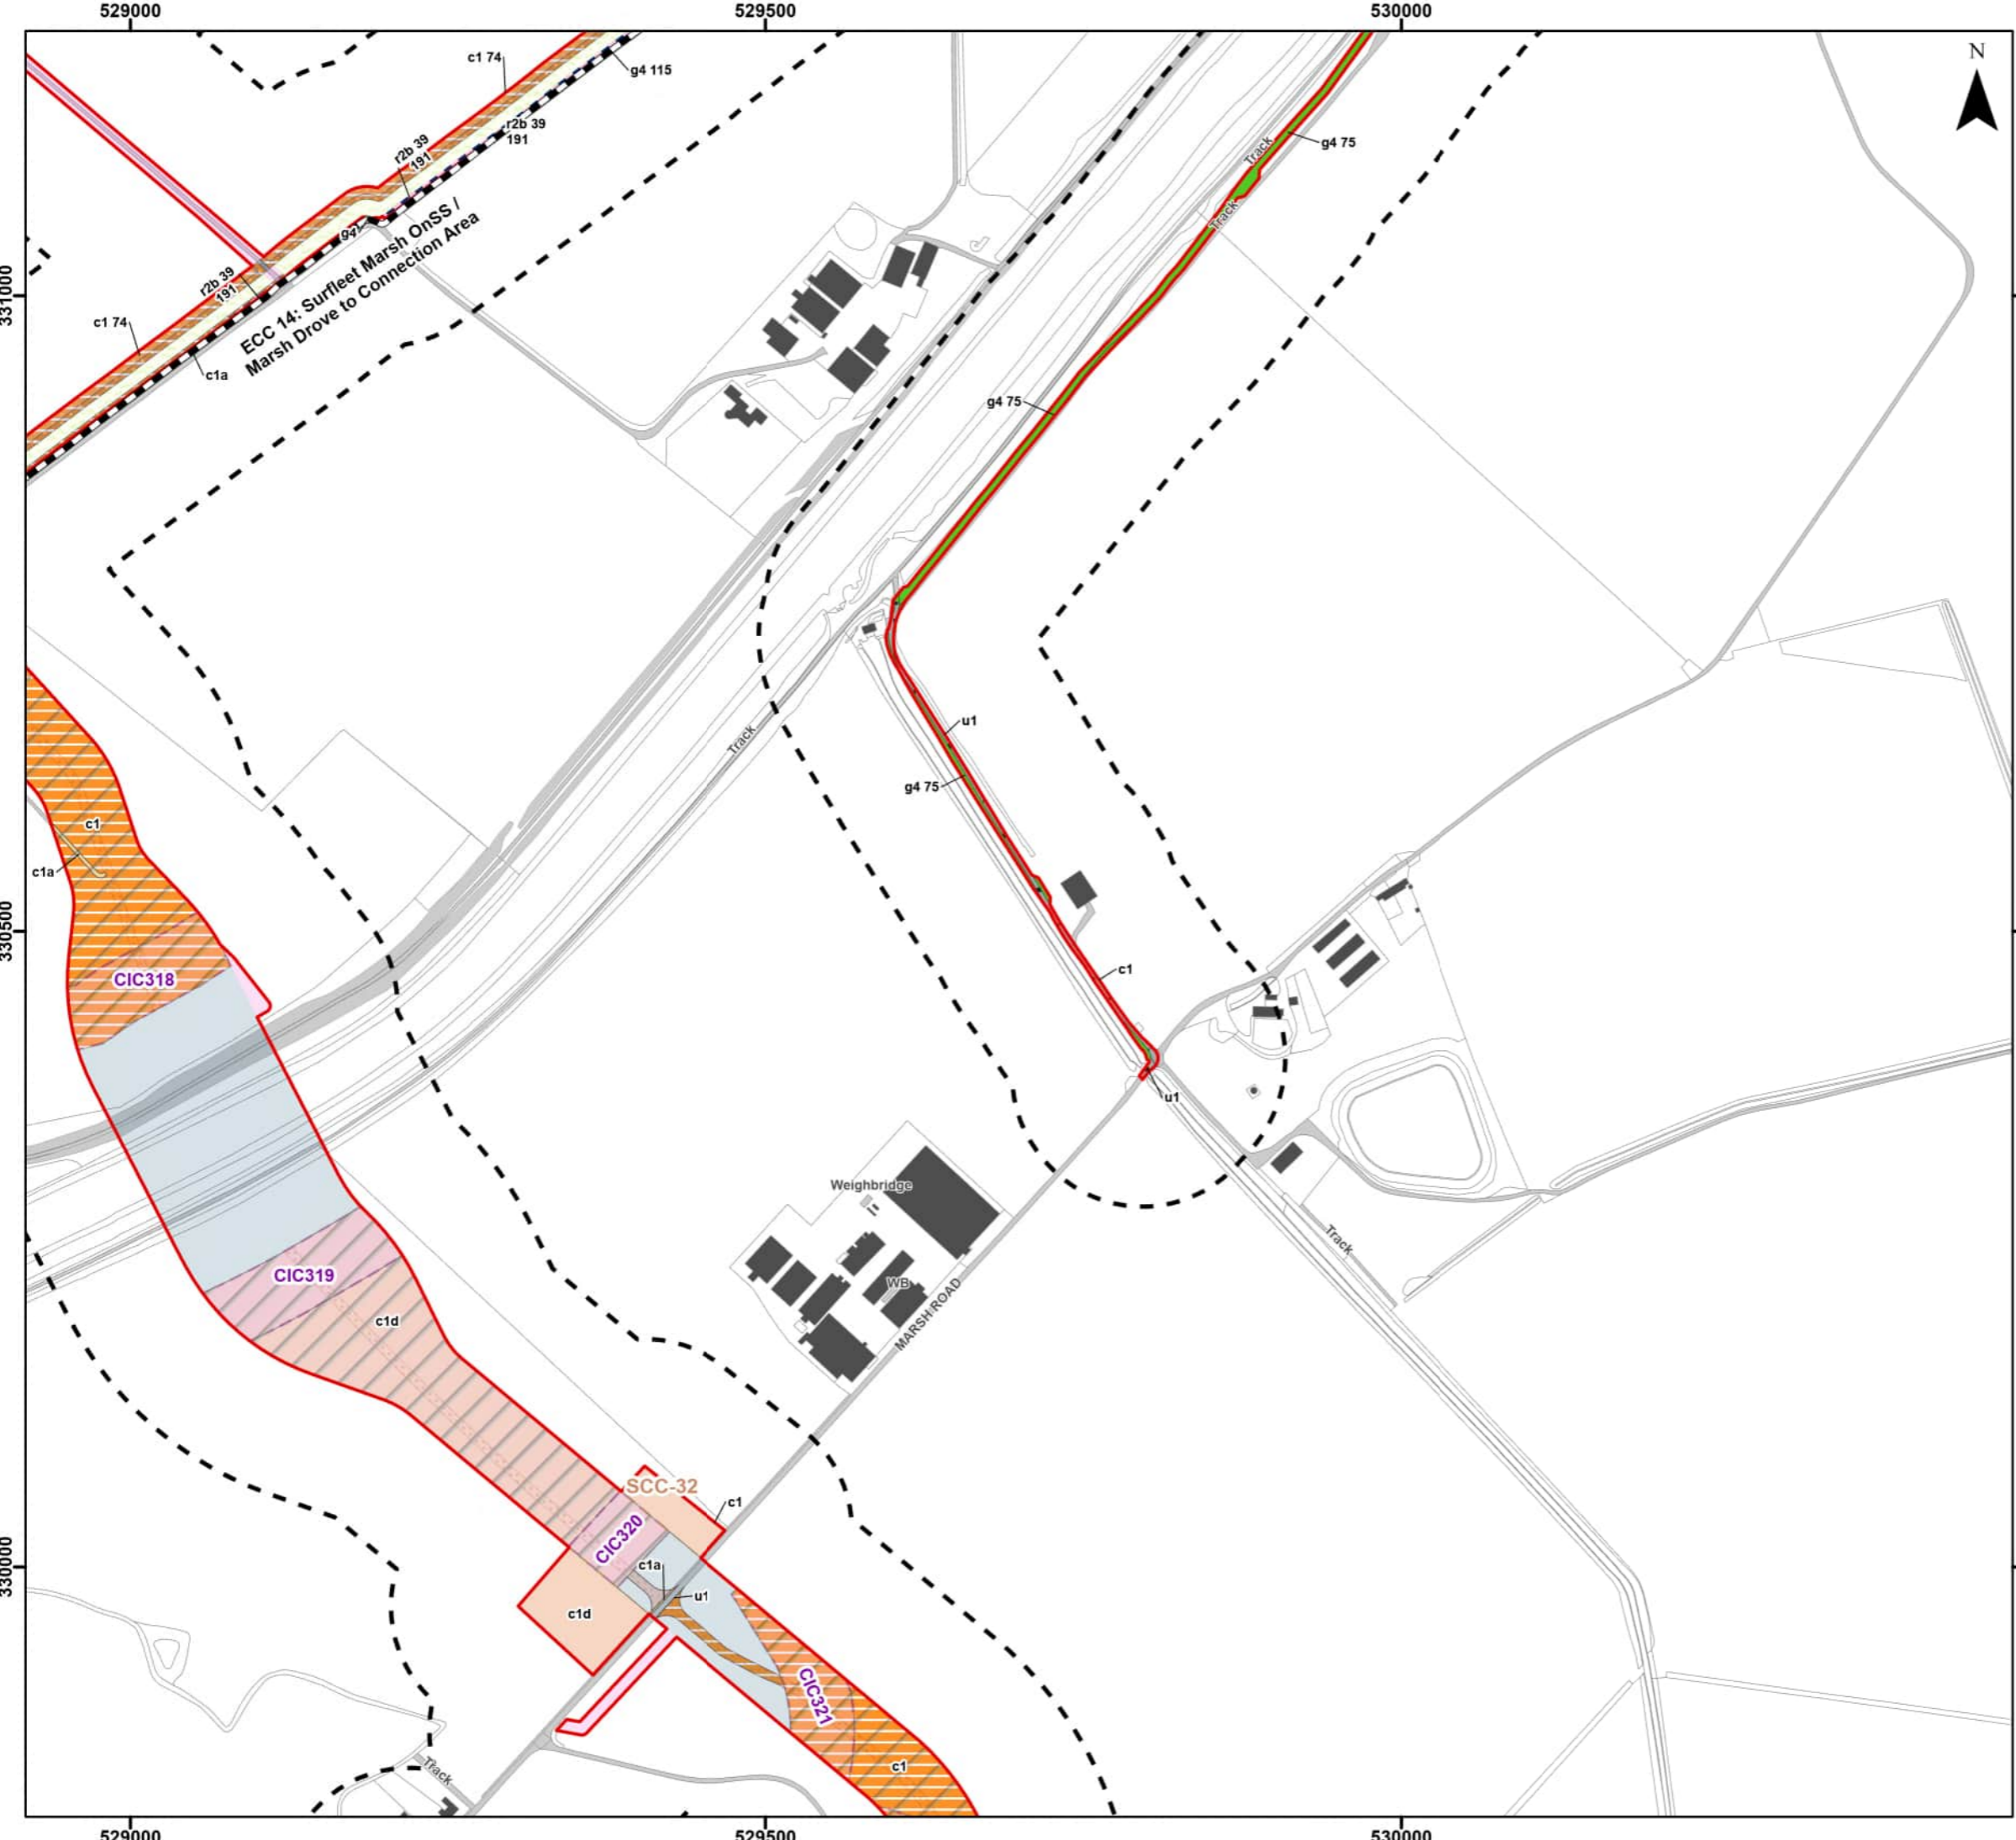 529000
529500
530000
N
c1 74
g4 115
r2b 39
191
r2b 39
191
Track
g4 75
Track
g4
ECC 14: Surfleet Marsh OnSS /
Marsh Drove to Connection Area
r2b 39
191
331000
c1 74
c1a
g4 75
u1
Track
g4 75
c1
c1a
330500
CIC318
c1
u1
Weighbridge
Track
CIC319
WB
MARSH ROAD
c1d
SCC-32
c1
CIC320
330000
c1a
u1
c1d
CIC321
c1
Track
529000
529500
530000